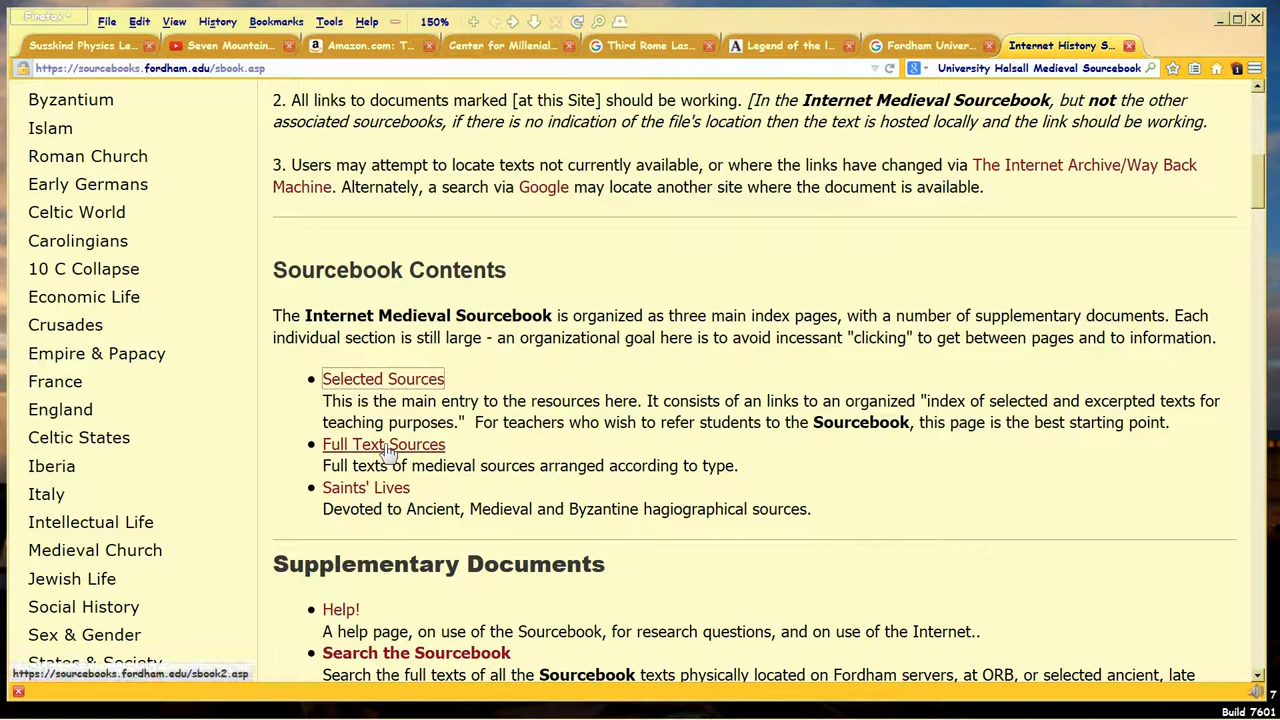 Firefox File Edit View History Bookmarks Tools Help 150%
Susskind Physics Le... Seven Mountain... Amazon.com: T... Center for Millenial... Third Rome Las... Legend of the l... Fordham Univer... Internet History S...
https://sourcebooks.fordham.edu/sbook.asp University Halsall Medieval Sourcebook
Byzantium
Islam
Roman Church
Early Germans
Celtic World
Carolingians
10 C Collapse
Economic Life
Crusades
Empire & Papacy
France
England
Celtic States
Iberia
Italy
Intellectual Life
Medieval Church
Jewish Life
Social History
Sex & Gender
States & Society
2. All links to documents marked [at this Site] should be working. [In the Internet Medieval Sourcebook, but not the other
associated sourcebooks, if there is no indication of the file's location then the text is hosted locally and the link should be working.
3. Users may attempt to locate texts not currently available, or where the links have changed via The Internet Archive/Way Back
Machine. Alternately, a search via Google may locate another site where the document is available.
Sourcebook Contents
The Internet Medieval Sourcebook is organized as three main index pages, with a number of supplementary documents. Each
individual section is still large - an organizational goal here is to avoid incessant "clicking" to get between pages and to information.
Selected Sources
This is the main entry to the resources here. It consists of an links to an organized "index of selected and excerpted texts for
teaching purposes." For teachers who wish to refer students to the Sourcebook, this page is the best starting point.
Full Text Sources
Full texts of medieval sources arranged according to type.
Saints' Lives
Devoted to Ancient, Medieval and Byzantine hagiographical sources.
Supplementary Documents
Help!
A help page, on use of the Sourcebook, for research questions, and on use of the Internet..
Search the Sourcebook
Search the full texts of all the Sourcebook texts physically located on Fordham servers, at ORB, or selected ancient, late
https://sourcebooks.fordham.edu/sbook2.asp
7
Build 7601